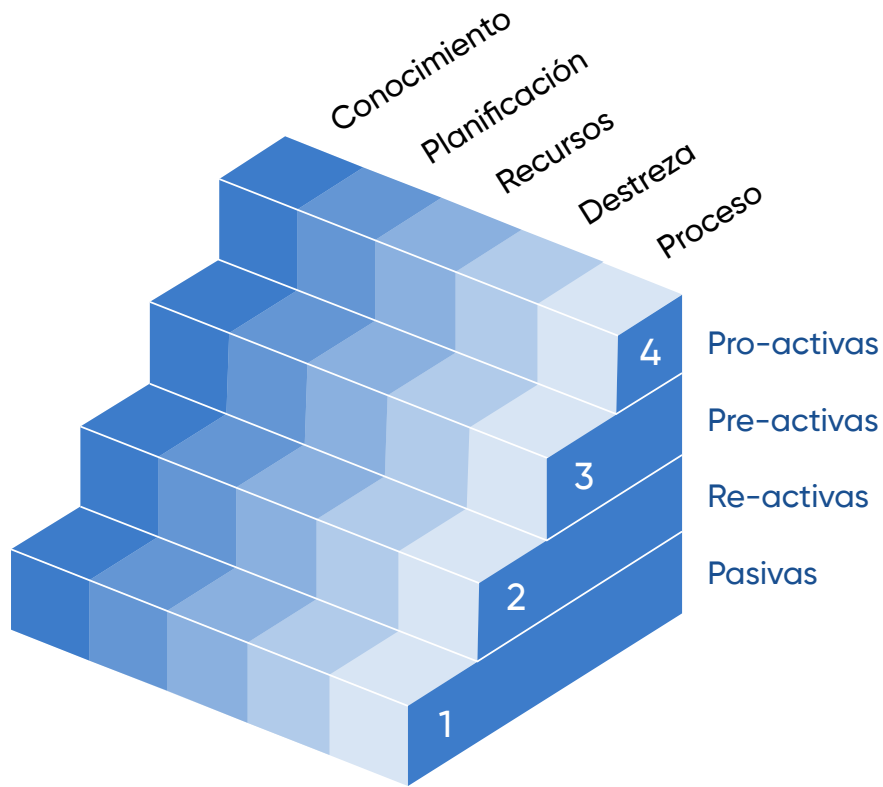 Conocimiento
Planificación
Recursos
Destreza
Proceso
4
Pro-activas
3
Pre-activas
2
Re-activas
1
Pasivas